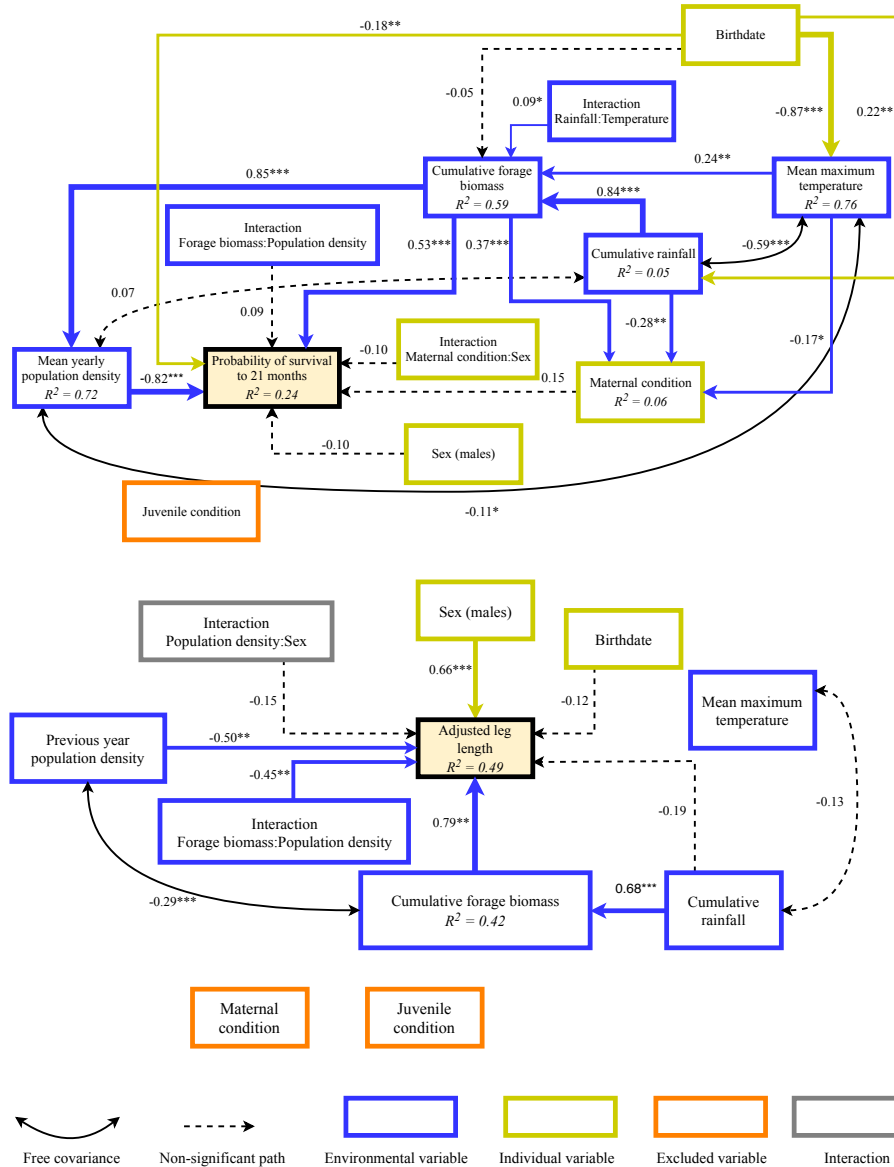 -0.18**
Birthdate
-0.05
0.09*
Interaction
Rainfall:Temperature
-0.87***
0.22**
0.85***
Cumulative forage
biomass
R² = 0.59
0.24**
Mean maximum
temperature
R² = 0.76
0.84***
Interaction
Forage biomass:Population density
0.53***
0.37***
Cumulative rainfall
R² = 0.05
-0.59***
0.07
0.09
-0.28**
-0.17*
Interaction
Maternal condition:Sex
-0.10
Mean yearly
population density
R² = 0.72
-0.82***
Probability of survival
to 21 months
R² = 0.24
0.15
Maternal condition
R² = 0.06
-0.10
Sex (males)
Juvenile condition
-0.11*
Interaction
Population density:Sex
Sex (males)
Birthdate
0.66***
-0.15
-0.12
Mean maximum
temperature
Previous year
population density
-0.50**
Adjusted leg
length
R² = 0.49
-0.45**
Interaction
Forage biomass:Population density
0.79**
-0.19
-0.13
-0.29***
Cumulative forage biomass
R² = 0.42
0.68***
Cumulative
rainfall
Maternal
condition
Juvenile
condition
Free covariance
Non-significant path
Environmental variable
Individual variable
Excluded variable
Interaction